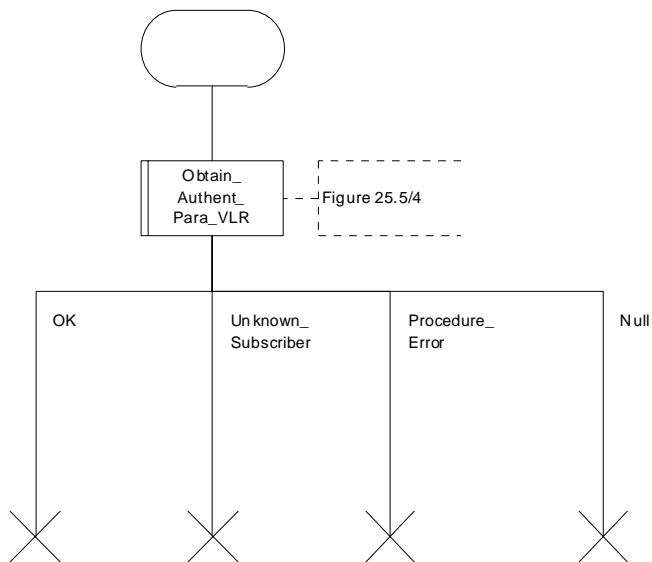 Obtain_
Authent_
Para_VLR
Figure 25.5/4
OK
Unknown_
Subscriber
Procedure_
Error
Null